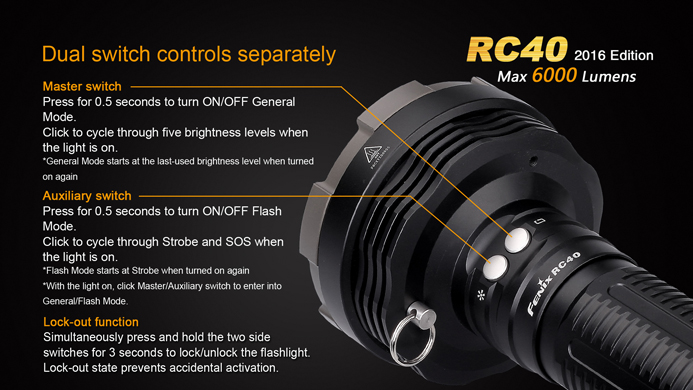 RC40 2016 Edition
Max 6000 Lumens
Dual switch controls separately
Master switch
Press for 0.5 seconds to turn ON/OFF General
Mode.
Click to cycle through five brightness levels when
the light is on.
*General Mode starts at the last-used brightness level when turned
on again
Auxiliary switch
Press for 0.5 seconds to turn ON/OFF Flash
Mode.
Click to cycle through Strobe and SOS when
the light is on.
*Flash Mode starts at Strobe when turned on again
*With the light on, click Master/Auxiliary switch to enter into
General/Flash Mode.
Lock-out function
Simultaneously press and hold the two side
switches for 3 seconds to lock/unlock the flashlight.
Lock-out state prevents accidental activation.
FENIX RC40